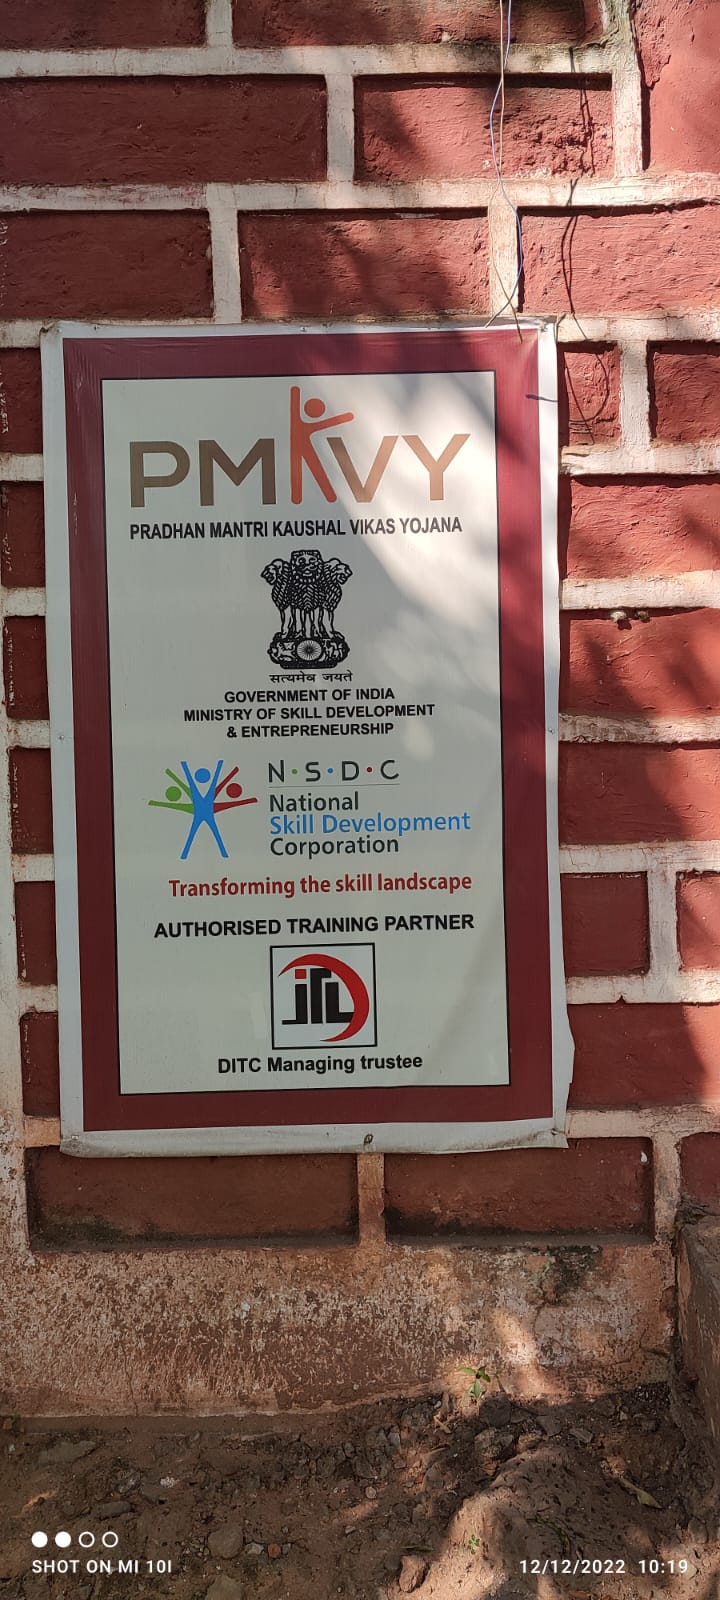 PMKVY
PRADHAN MANTRI KAUSHAL VIKAS YOJANA
सत्यमेव जयते
GOVERNMENT OF INDIA
MINISTRY OF SKILL DEVELOPMENT
& ENTREPRENEURSHIP
N·S·D·C
National
Skill Development
Corporation
Transforming the skill landscape
AUTHORISED TRAINING PARTNER
DITC Managing trustee
SHOT ON MI 10I
12/12/2022 10:19